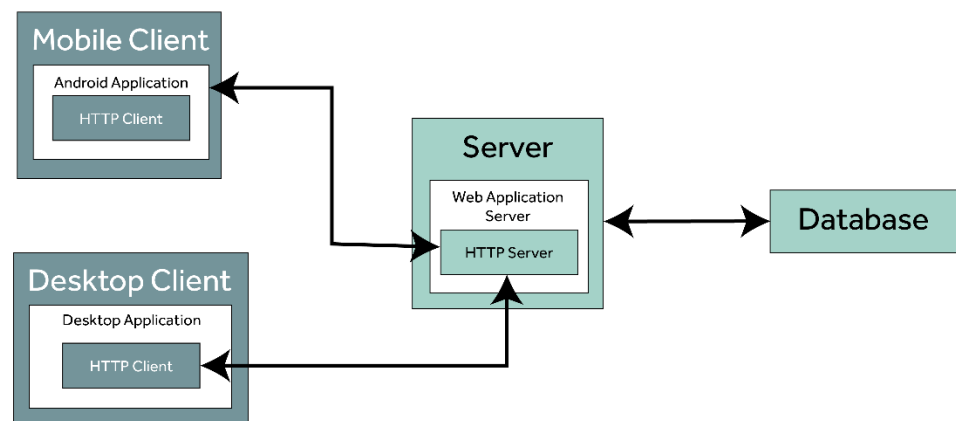 Mobile Client
Android Application
HTTP Client
Server
Web Application
Server
HTTP Server
Database
Desktop Client
Desktop Application
HTTP Client